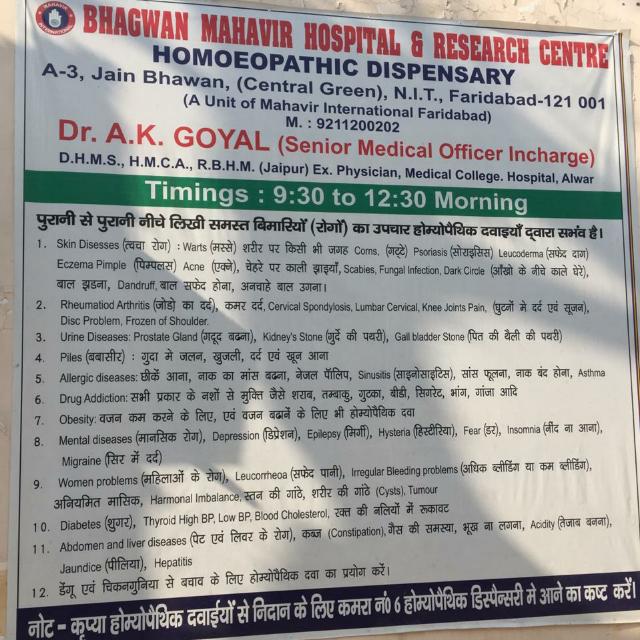 BHAGWAN MAHAVIR HOSPITAL & RESEARCH CENTRE
HOMOEOPATHIC DISPENSARY
A-3, Jain Bhawan, (Central Green), N.I.T., Faridabad-121 001
(A Unit of Mahavir International Faridabad)
M. : 9211200202
Dr. A.K. GOYAL (Senior Medical Officer Incharge)
D.H.M.S., H.M.C.A., R.B.H.M. (Jaipur) Ex. Physician, Medical College. Hospital, Alwar
Timings : 9:30 to 12:30 Morning
पुरानी से पुरानी नीचे लिखी समस्त बिमारियों (रोगों) का उपचार होम्योपैथिक दवाइयों द्वारा सभंव है।
1. Skin Disesses (त्वचा रोग) : Warts (मस्से) शरीर पर किसी भी जगह Corns, (गट्टे) Psoriasis (सोराइसिस) Leucoderma (सफेद दाग)
Eczema Pimple (पिम्पलस) Acne (एक्ने), चेहरे पर काली झाइयाँ, Scabies, Fungal Infection, Dark Circle (आँखो के नीचे काले घेरे),
बाल झडना, Dandruff, बाल सफेद होना, अनचाहे बाल उगना।
2. Rheumatiod Arthritis (जोडो़ का दर्द), कमर दर्द, Cervical Spondylosis, Lumbar Cervical, Knee Joints Pain, (घुटनों मे दर्द एवं सूजन),
Disc Problem, Frozen of Shoulder.
3. Urine Diseases: Prostate Gland (गदूद बढना), Kidney's Stone (गुर्दे की पथरी), Gall bladder Stone (पित की थैली की पथरी)
4. Piles (बबासीर) : गुदा मे जलन, खुजली, दर्द एवं खून आना
5. Allergic diseases: छीकें आना, नाक का मांस बढना, नेजल पॉलिप, Sinusitis (साइनोसाइटिस), सांस फूलना, नाक बंद होना, Asthma
6. Drug Addiction: सभी प्रकार के नशों से मुक्ति जैसे शराब, तम्बाकु, गुटका, बीडी, सिगरेट, भांग, गांजा आदि
7. Obesity: वजन कम करने के लिए, एवं वजन बढानें के लिए भी होम्योपैथिक दवा
8. Mental diseases (मानसिक रोग), Depression (डिप्रेशन), Epilepsy (मिर्गी), Hysteria (हिस्टीरिया), Fear (डर), Insomnia (नींद ना आना),
Migraine (सिर में दर्द)
9. Women problems (महिलाओं के रोग), Leucorrheoa (सफेद पानी), Irregular Bleeding problems (अधिक ब्लीडिंग या कम ब्लीडिंग),
अनियमित मासिक, Harmonal Imbalance, स्तन की गांठे, शरीर की गांठे (Cysts), Tumour
10. Diabetes (शुगर), Thyroid High BP, Low BP, Blood Cholesterol, रक्त की नलियों में रूकावट
11. Abdomen and liver diseases (पेट एवं लिवर के रोग), कब्ज (Constipation), गैस की समस्या, भूख ना लगना, Acidity (तेजाब बनना),
Jaundice (पीलिया), Hepatitis
12. डेंगू एवं चिकनगुनिया से बचाव के लिए होम्योपैथिक दवा का प्रयोग करें।
नोट – कृप्या होम्योपैथिक दवाईयों से निदान के लिए कमरा नं० 6 होम्योपैथिक डिस्पेन्सरी मे आने का कष्ट करें।